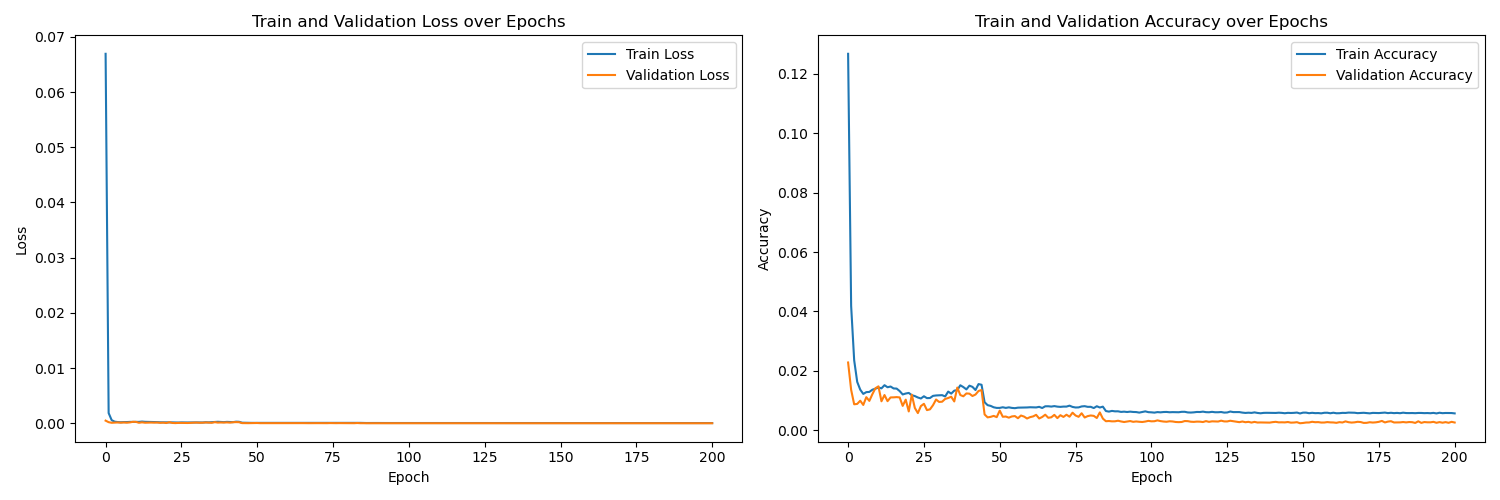 Train and Validation Loss over Epochs
Train Loss
Validation Loss
Loss
0.07
0.06
0.05
0.04
0.03
0.02
0.01
0.00
0 25 50 75 100 125 150 175 200
Epoch
Train and Validation Accuracy over Epochs
Train Accuracy
Validation Accuracy
Accuracy
0.12
0.10
0.08
0.06
0.04
0.02
0.00
0 25 50 75 100 125 150 175 200
Epoch